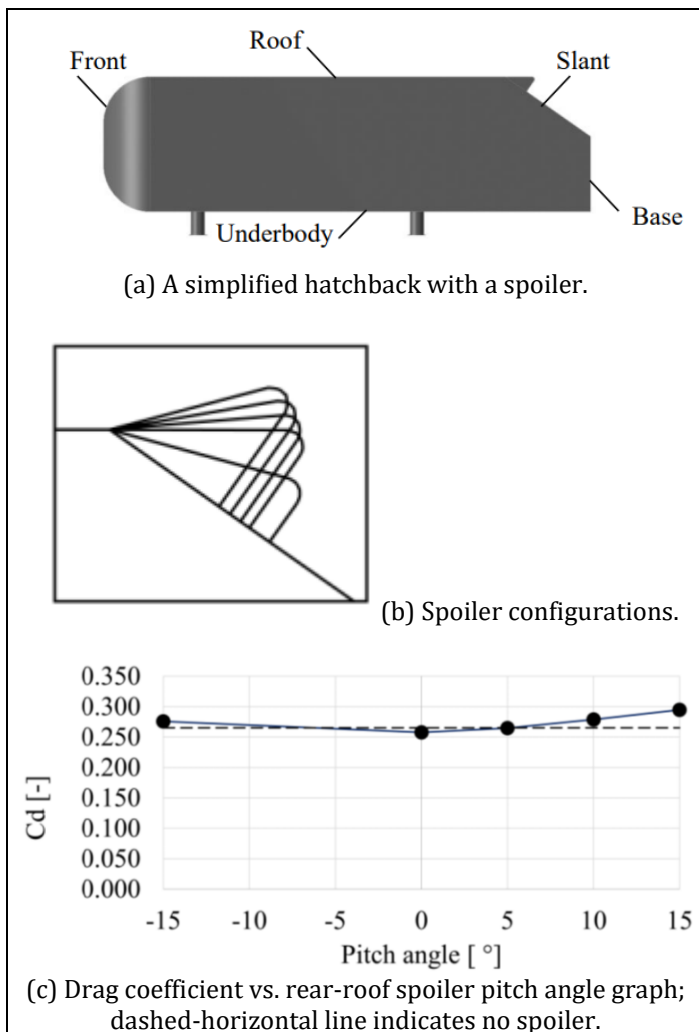 Roof
Front
Slant
Base
Underbody
(a) A simplified hatchback with a spoiler.
(b) Spoiler configurations.
0.350
0.300
0.250
0.200
0.150
0.100
0.050
0.000
Cd [-]
-15 -10 -5 0 5 10 15
Pitch angle [ °]
(c) Drag coefficient vs. rear-roof spoiler pitch angle graph;
dashed-horizontal line indicates no spoiler.